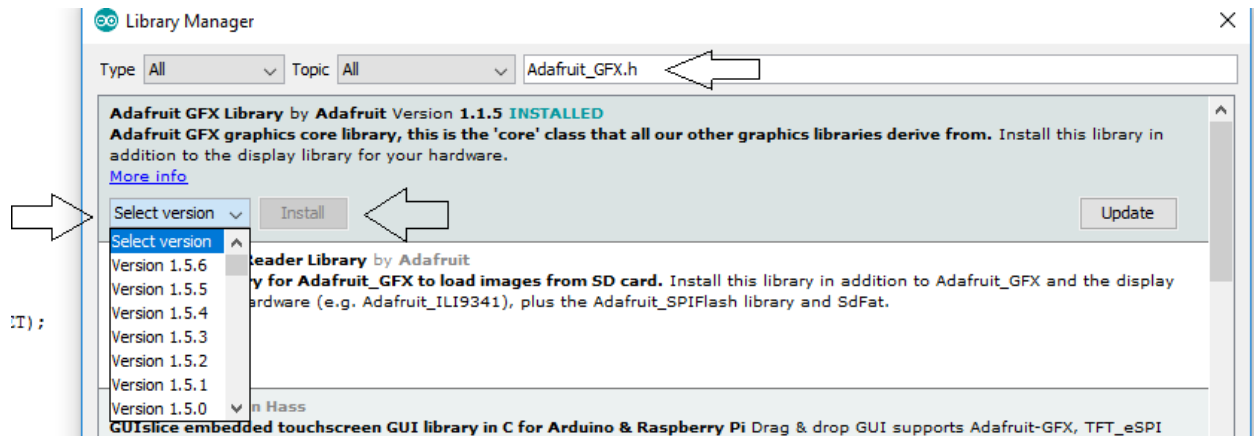 Library Manager
Type All Topic All Adafruit_GFX.h
Adafruit GFX Library by Adafruit Version 1.1.5 INSTALLED
Adafruit GFX graphics core library, this is the 'core' class that all our other graphics libraries derive from. Install this library in
addition to the display library for your hardware.
More info
Select version Install Update
Select version
Version 1.5.6
Version 1.5.5
Version 1.5.4
Version 1.5.3
Version 1.5.2
Version 1.5.1
Version 1.5.0
Reader Library by Adafruit
ry for Adafruit_GFX to load images from SD card. Install this library in addition to Adafruit_GFX and the display
ardware (e.g. Adafruit_ILI9341), plus the Adafruit_SPIFlash library and SdFat.
CT);
n Hass
GUIslice embedded touchscreen GUI library in C for Arduino & Raspberry Pi Drag & drop GUI supports Adafruit-GFX, TFT_eSPI